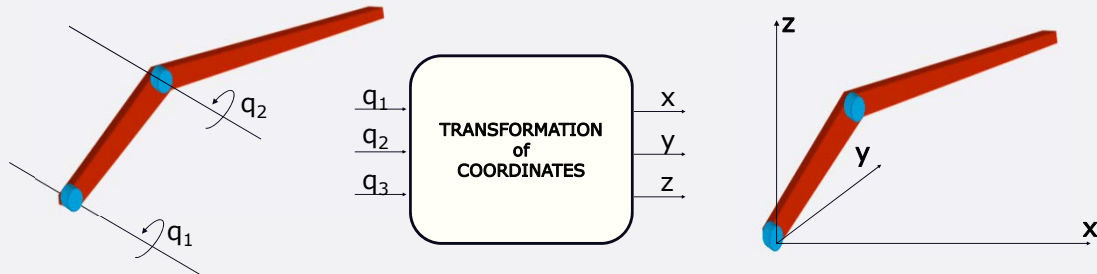 q2
q1
q1
q2
q3
TRANSFORMATION
of
COORDINATES
x
y
z
z
y
x